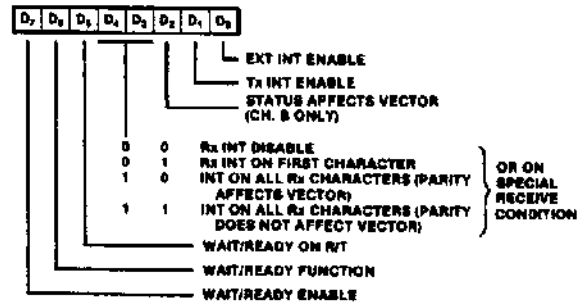 D7 D6 D5 D4 D3 D2 D1 D0
EXT INT ENABLE
Tx INT ENABLE
STATUS AFFECTS VECTOR
(CH. B ONLY)
0 0 Rx INT DISABLE
0 1 Rx INT ON FIRST CHARACTER
1 0 INT ON ALL Rx CHARACTERS (PARITY
AFFECTS VECTOR)
1 1 INT ON ALL Rx CHARACTERS (PARITY
DOES NOT AFFECT VECTOR)
OR ON
SPECIAL
RECEIVE
CONDITION
WAIT/READY ON R/T
WAIT/READY FUNCTION
WAIT/READY ENABLE